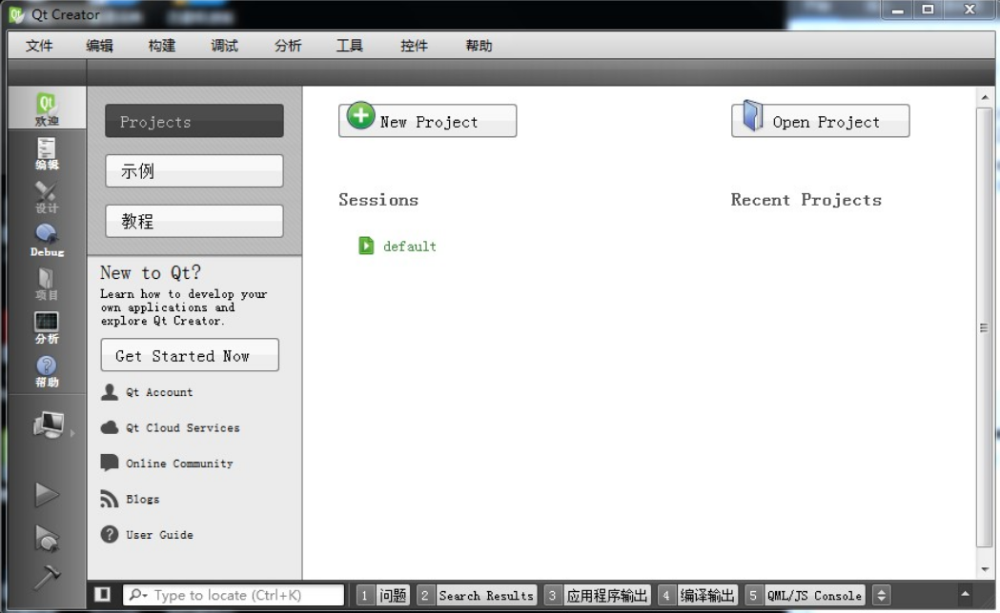 Qt Creator
文件 编辑 构建 调试 分析 工具 控件 帮助
欢迎
编辑
设计
Debug
项目
分析
帮助
Projects
示例
教程
New to Qt?
Learn how to develop your
own applications and
explore Qt Creator.
Get Started Now
Qt Account
Qt Cloud Services
Online Community
Blogs
User Guide
New Project
Open Project
Sessions
Recent Projects
default
Type to locate (Ctrl+K)
1 问题 2 Search Results 3 应用程序输出 4 编译输出 5 QML/JS Console